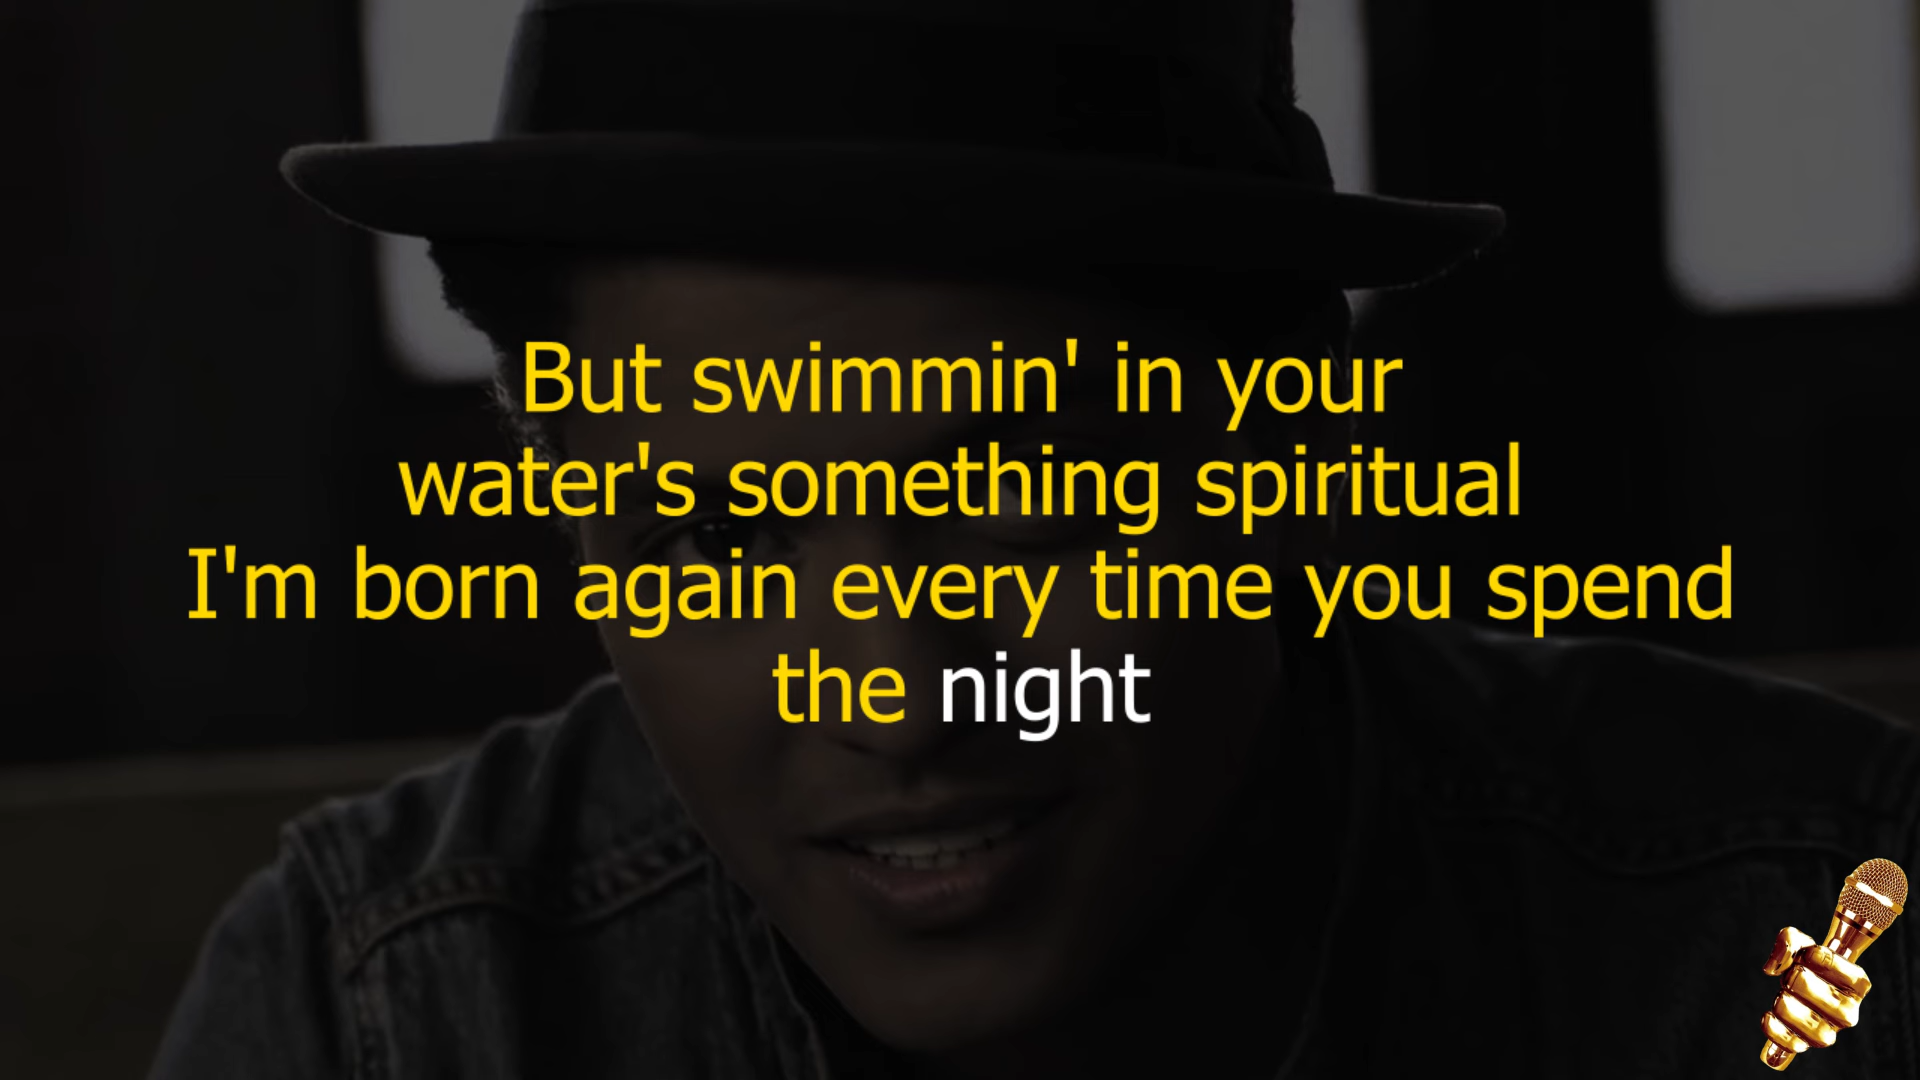 But swimmin' in your
water's something spiritual
I'm born again every time you spend
the night